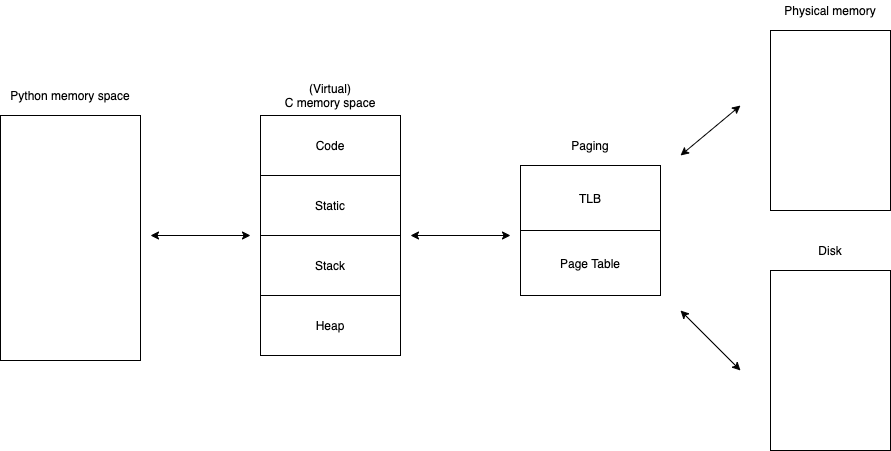 Python memory space
(Virtual)
C memory space
Code
Static
Stack
Heap
Paging
TLB
Page Table
Physical memory
Disk